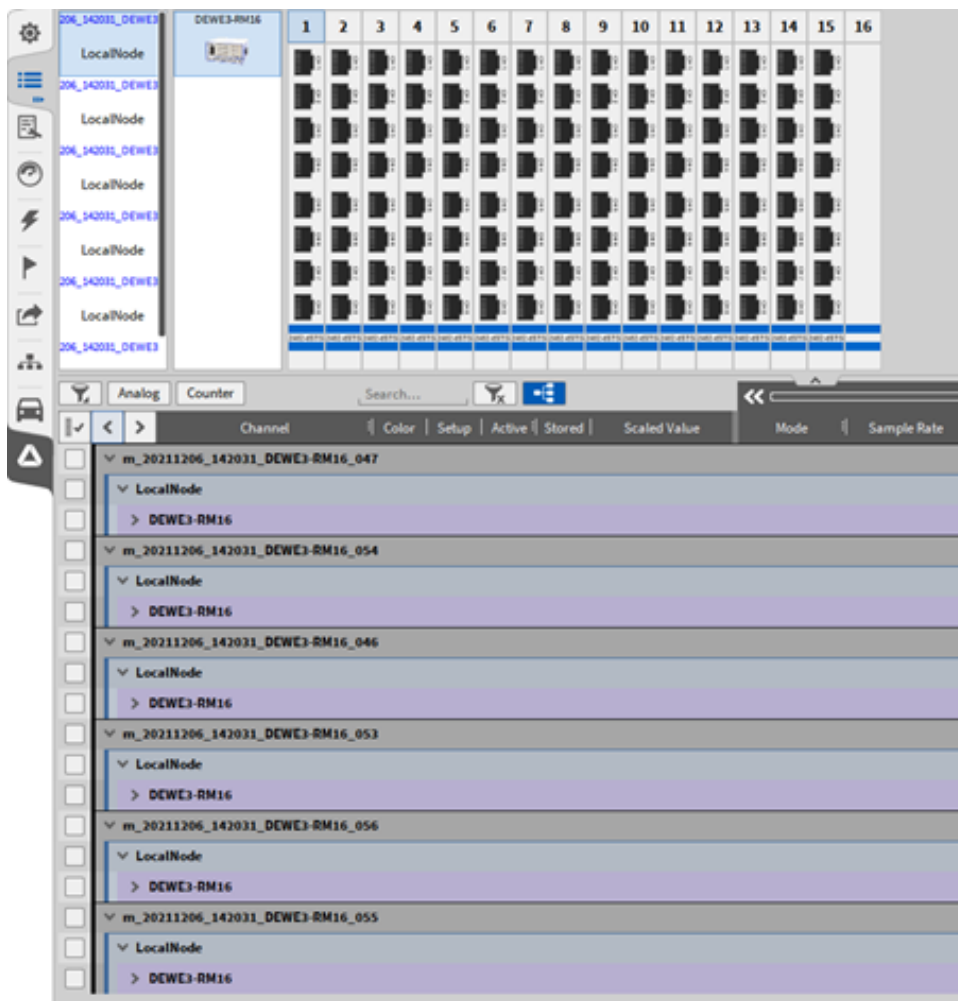 206_142031_DEWE3
LocalNode
206_142031_DEWE3
LocalNode
206_142031_DEWE3
LocalNode
206_142031_DEWE3
LocalNode
206_142031_DEWE3
LocalNode
206_142031_DEWE3
DEWE3-RM16
1 2 3 4 5 6 7 8 9 10 11 12 13 14 15 16
Analog Counter Search...
Channel Color Setup Active Stored Scaled Value Mode Sample Rate
m_20211206_142031_DEWE3-RM16_047
LocalNode
DEWE3-RM16
m_20211206_142031_DEWE3-RM16_054
LocalNode
DEWE3-RM16
m_20211206_142031_DEWE3-RM16_046
LocalNode
DEWE3-RM16
m_20211206_142031_DEWE3-RM16_053
LocalNode
DEWE3-RM16
m_20211206_142031_DEWE3-RM16_056
LocalNode
DEWE3-RM16
m_20211206_142031_DEWE3-RM16_055
LocalNode
DEWE3-RM16